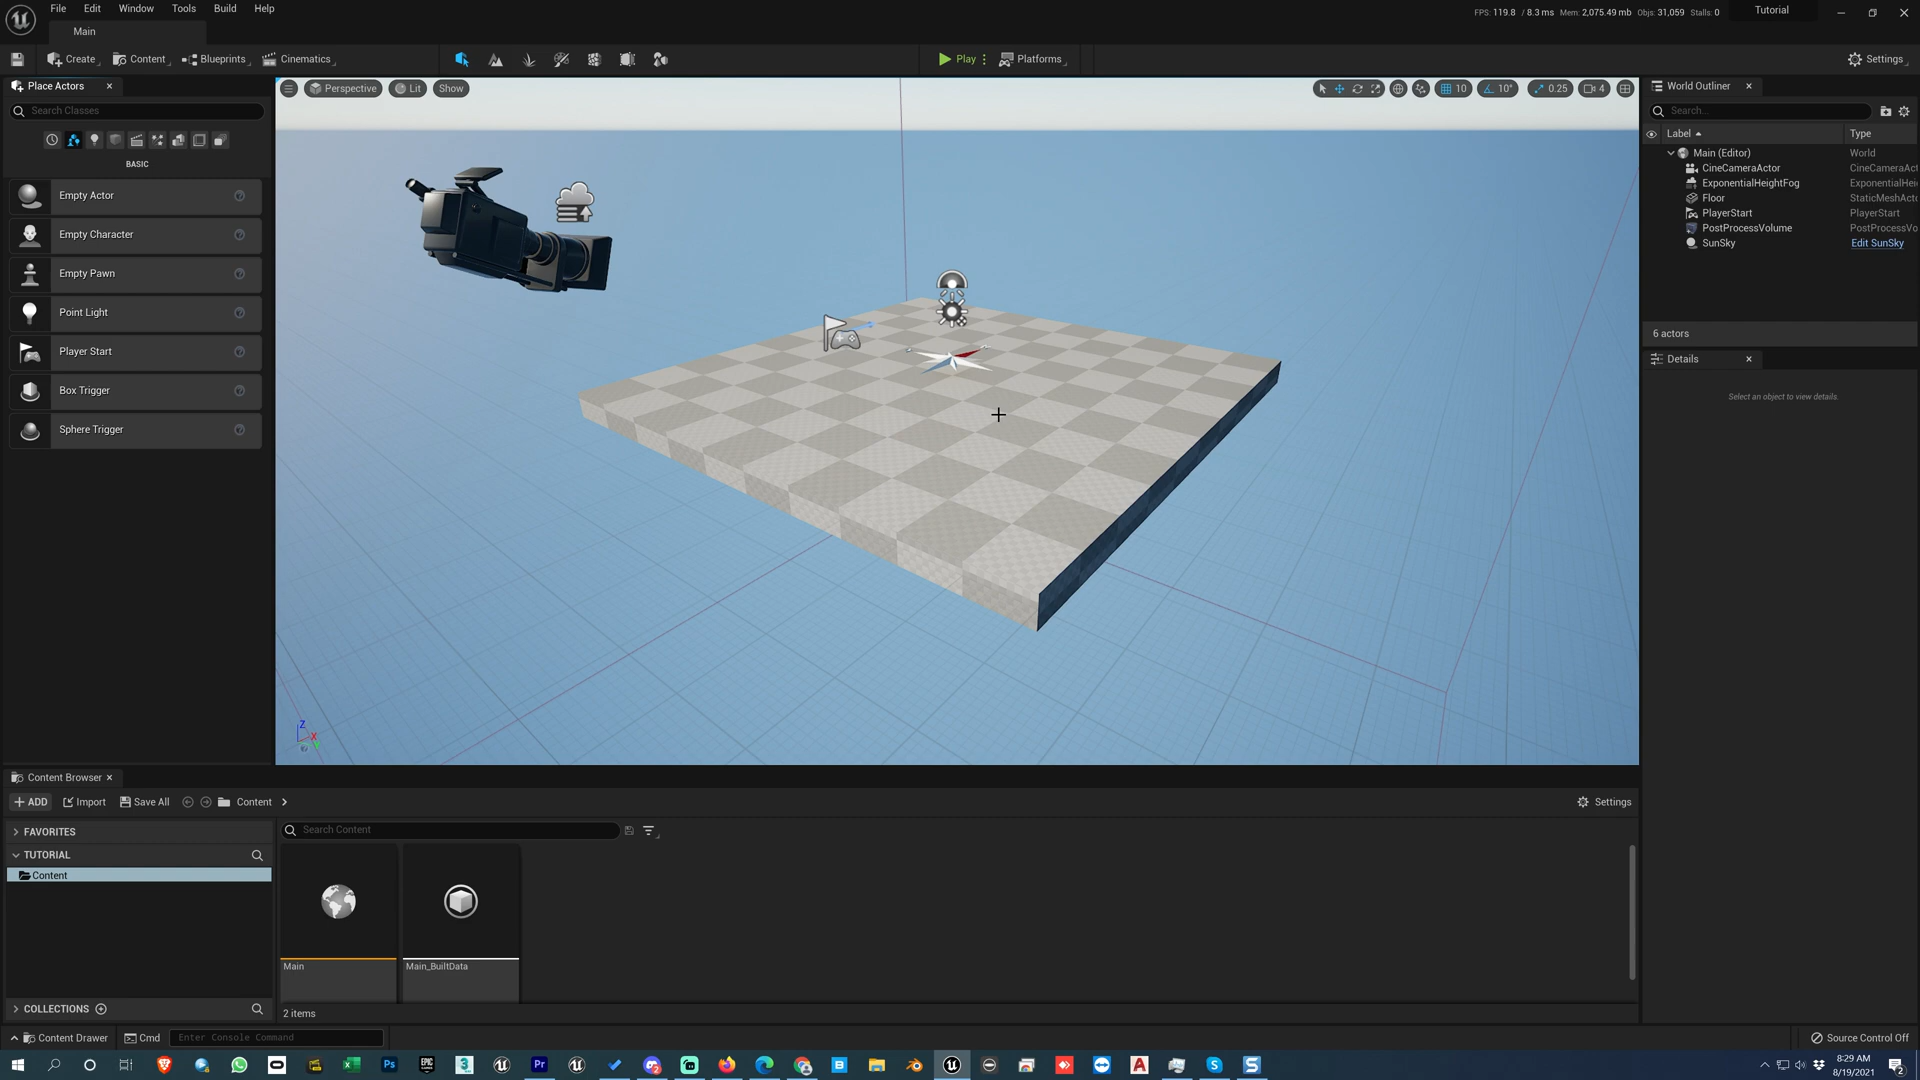 File Edit Window Tools Build Help
FPS: 119.8 / 8.3 ms Mem: 2,075.49 mb Objs: 31,059 Stalls: 0 Tutorial
Main
Create Content Blueprints Cinematics Play Platforms Settings
Place Actors
Search Classes
BASIC
Empty Actor
Empty Character
Empty Pawn
Point Light
Player Start
Box Trigger
Sphere Trigger
Perspective Lit Show 10 10° 0.25 4
Z
X
Y
World Outliner
Search...
Label Type
Main (Editor) World
CineCameraActor CineCameraAct
ExponentialHeightFog ExponentialHei
Floor StaticMeshActo
PlayerStart PlayerStart
PostProcessVolume PostProcessVo
SunSky Edit SunSky
6 actors
Details
Select an object to view details.
Content Browser
ADD Import Save All Content Settings
FAVORITES
TUTORIAL
Content
COLLECTIONS
Search Content
Main
Main_BuiltData
2 items
Content Drawer Cmd Enter Console Command Source Control Off
8:29 AM
8/19/2021
2